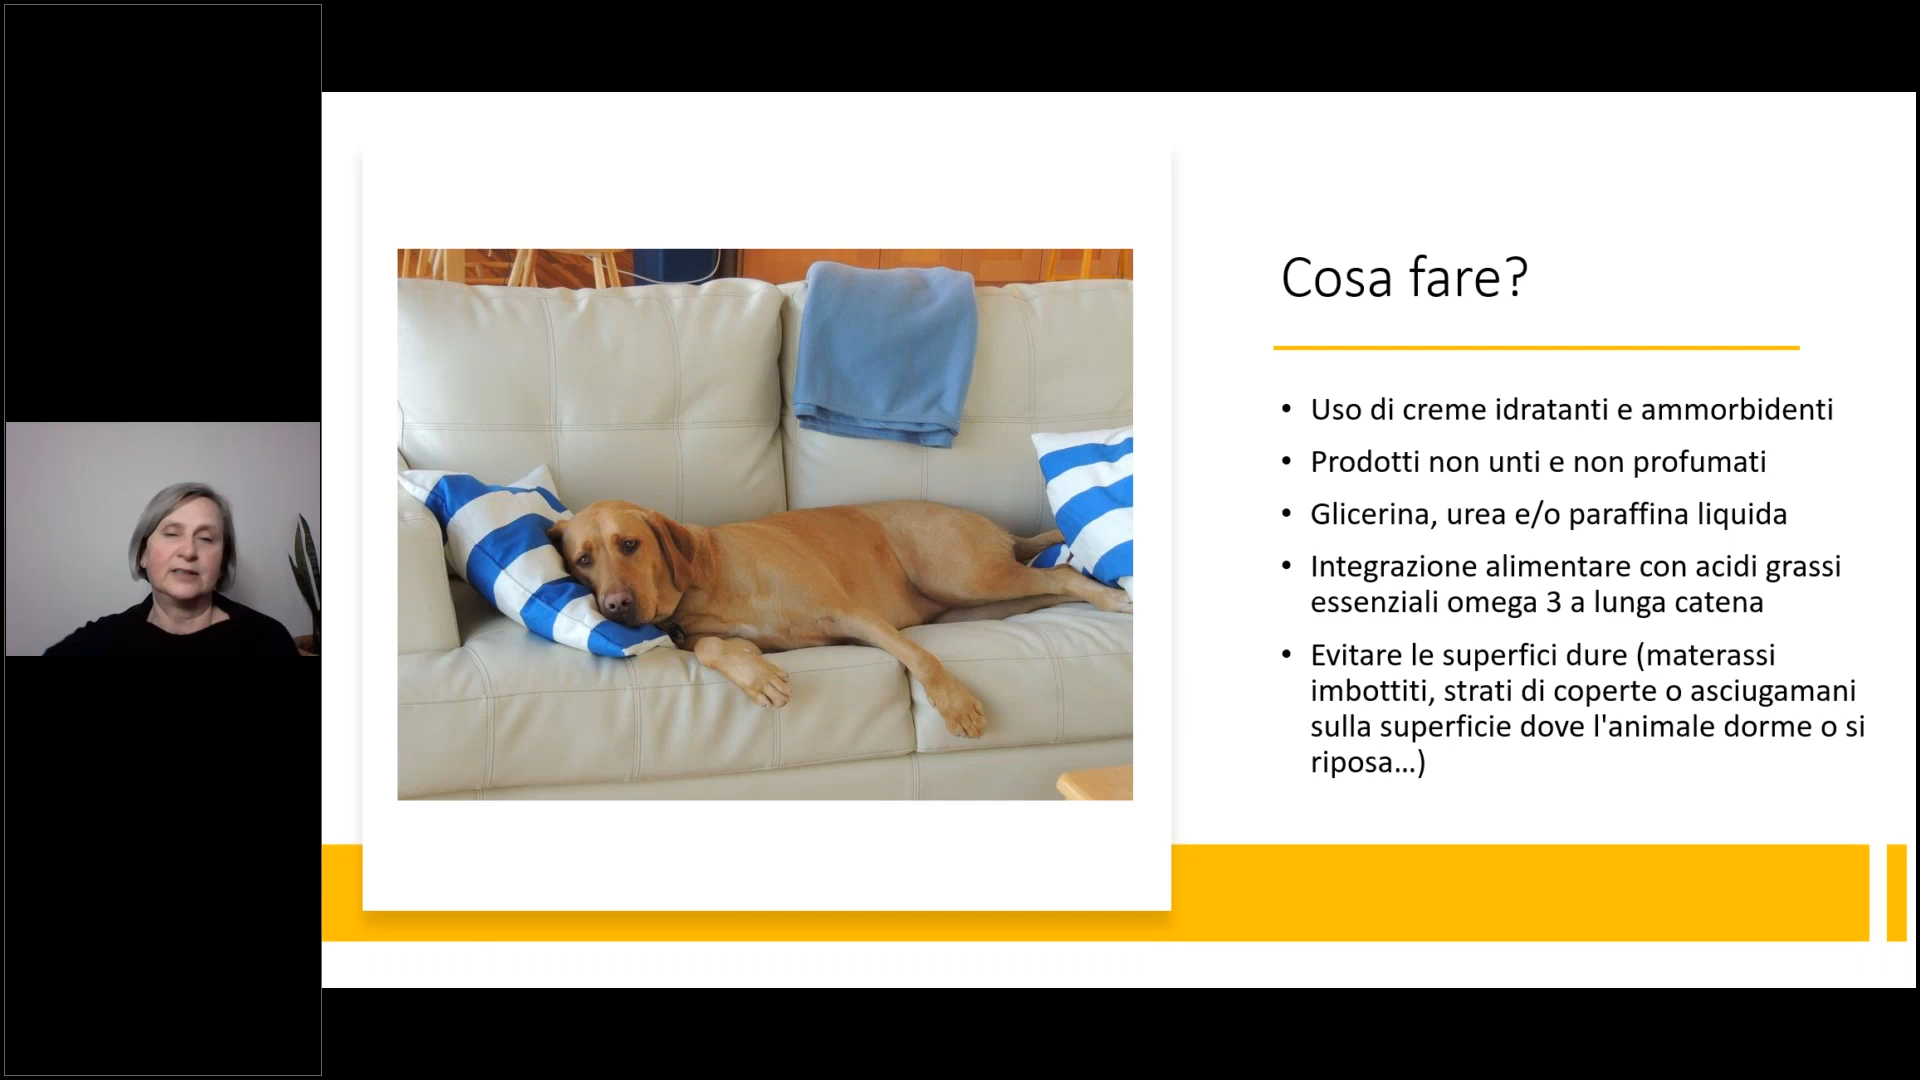 Cosa fare?
• Uso di creme idratanti e ammorbidenti
• Prodotti non unti e non profumati
• Glicerina, urea e/o paraffina liquida
• Integrazione alimentare con acidi grassi
essenziali omega 3 a lunga catena
• Evitare le superfici dure (materassi
imbottiti, strati di coperte o asciugamani
sulla superficie dove l'animale dorme o si
riposa...)